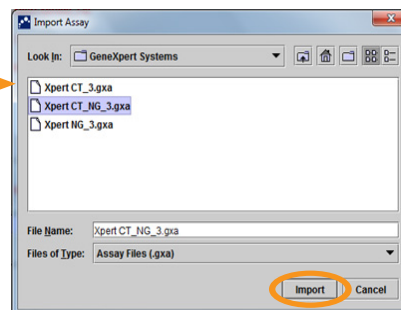 Import Assay
Look In: GeneXpert Systems
Xpert CT_3.gxa
Xpert CT_NG_3.gxa
Xpert NG_3.gxa
File Name: Xpert CT_NG_3.gxa
Files of Type: Assay Files (.gxa)
Import Cancel